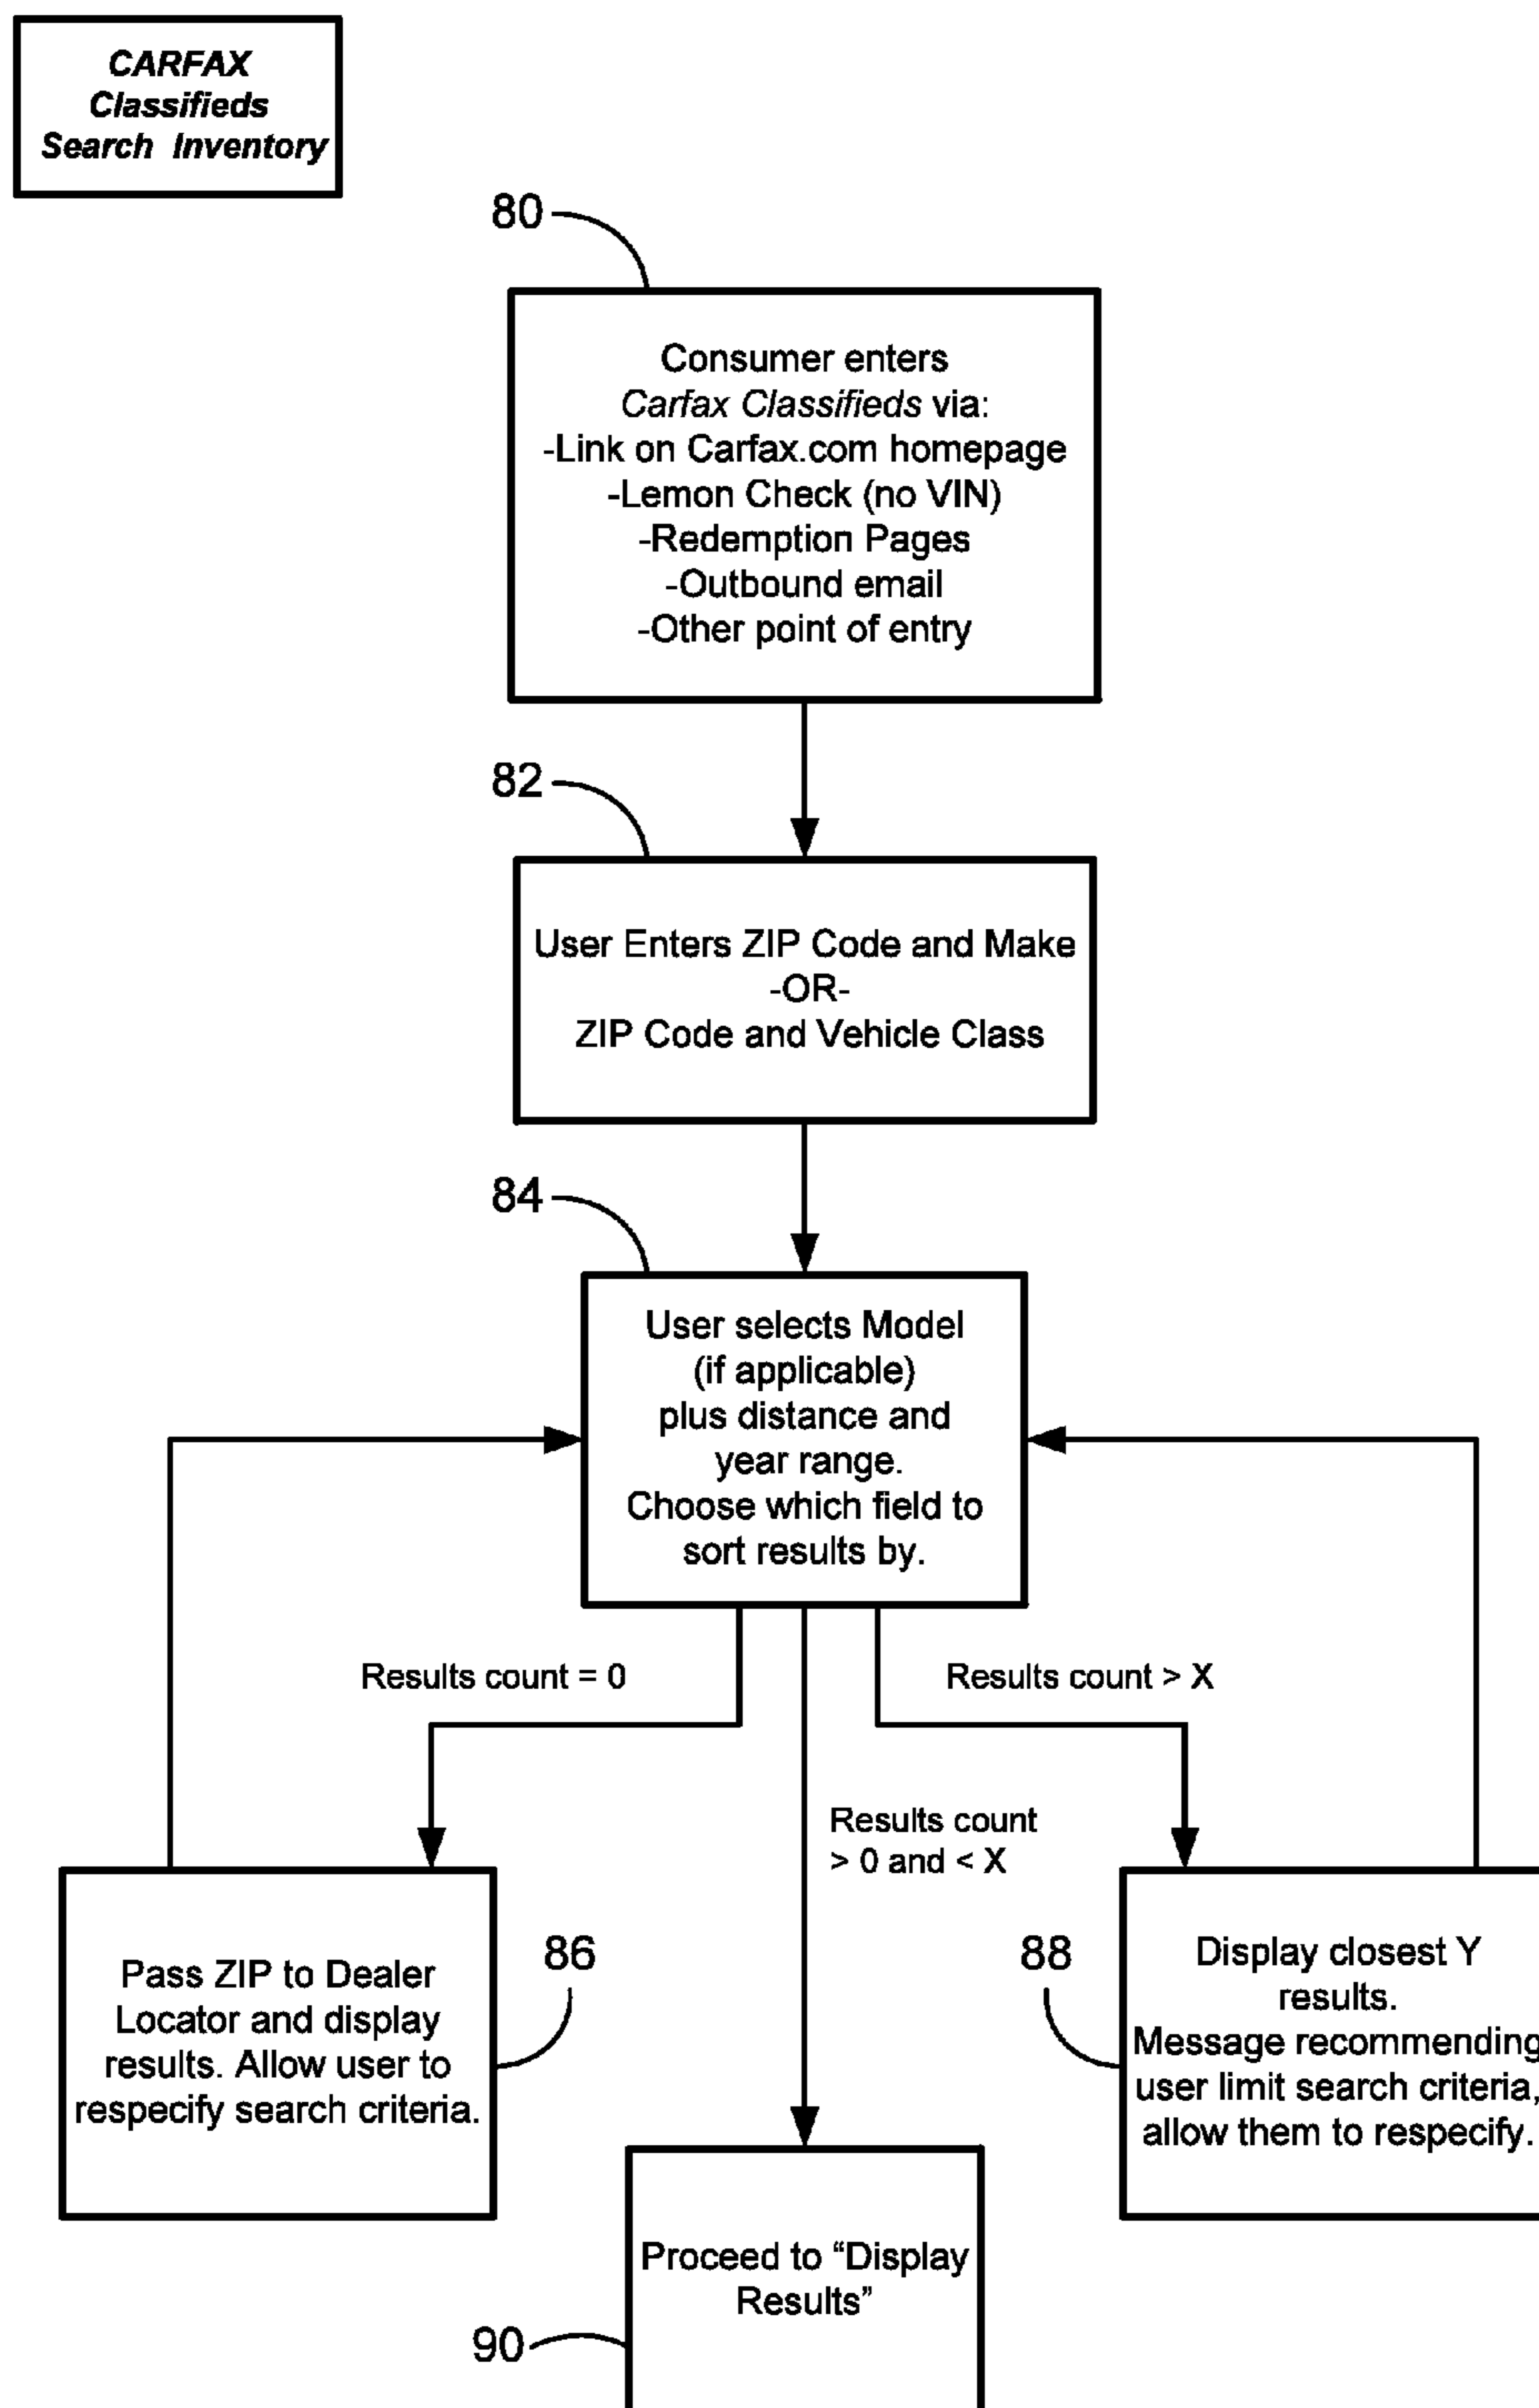 CARFAX
Classifieds
Search Inventory
80
Consumer enters
Carfax Classifieds via:
-Link on Carfax.com homepage
-Lemon Check (no VIN)
-Redemption Pages
-Outbound email
-Other point of entry
82
User Enters ZIP Code and Make
-OR-
ZIP Code and Vehicle Class
84
User selects Model
(if applicable)
plus distance and
year range.
Choose which field to
sort results by.
Results count = 0
Results count > X
Results count
> 0 and < X
Pass ZIP to Dealer
Locator and display
results. Allow user to
respecify search criteria.
86
88
Display closest Y
results.
Message recommending
user limit search criteria,
allow them to respecify.
Proceed to “Display
Results”
90